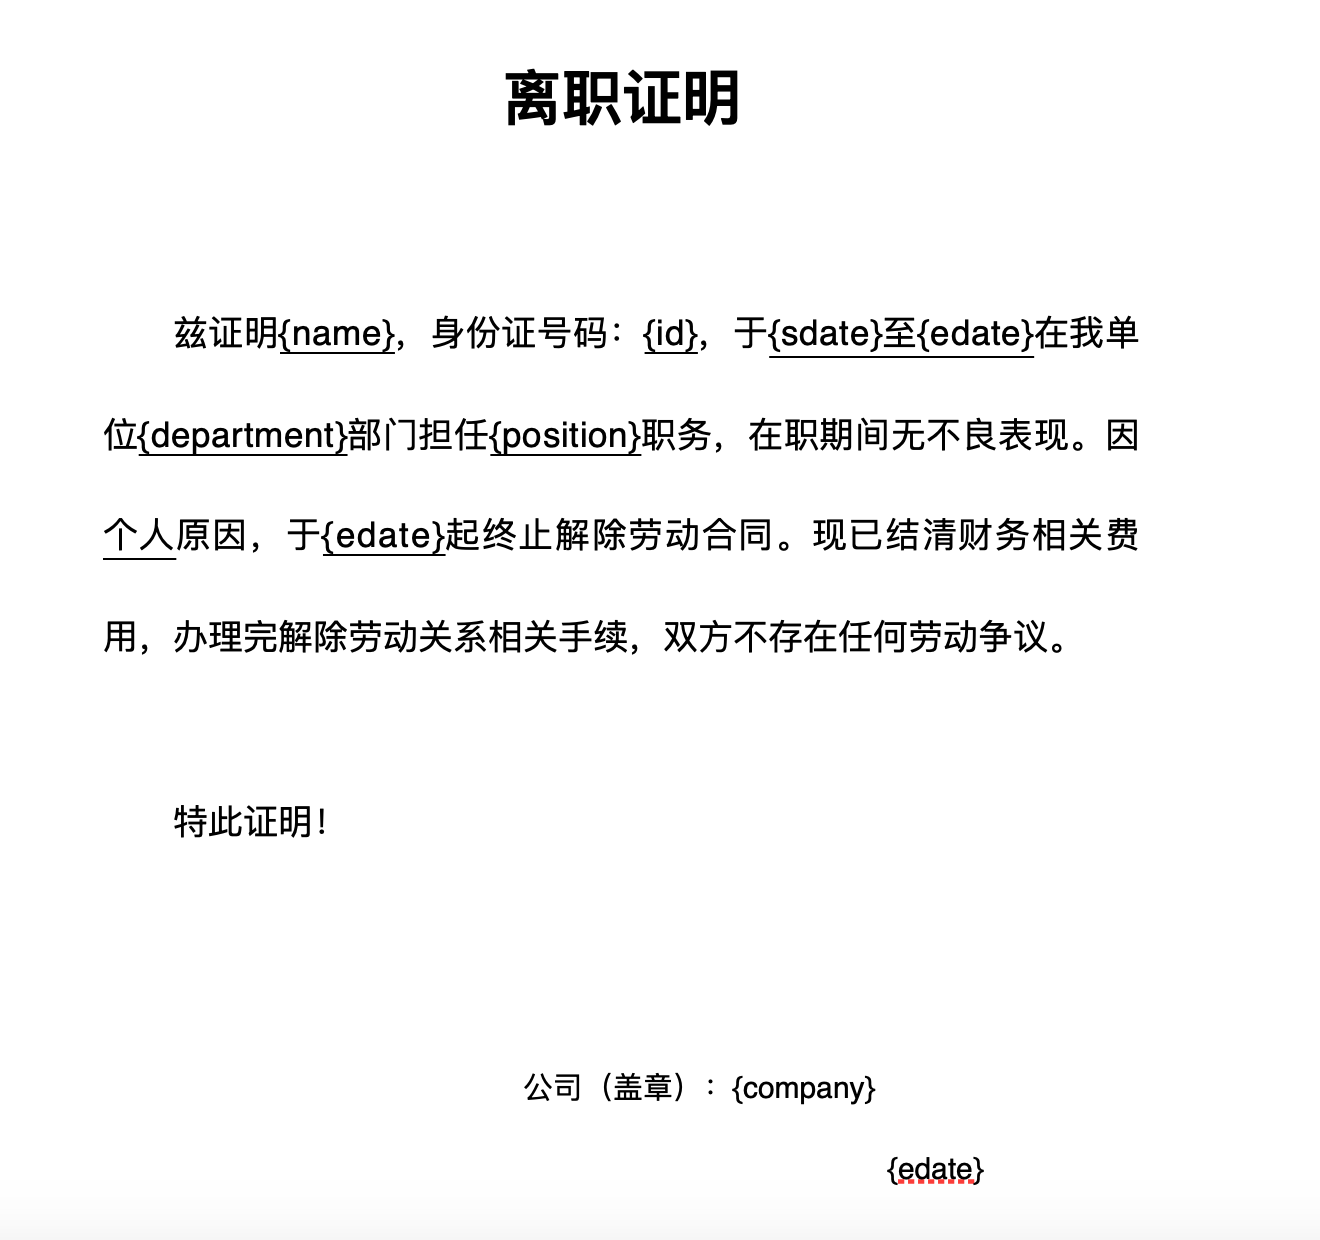 离职证明
兹证明{name}，身份证号码：{id}，于{sdate}至{edate}在我单
位{department}部门担任{position}职务，在职期间无不良表现。因
个人原因，于{edate}起终止解除劳动合同。现已结清财务相关费
用，办理完解除劳动关系相关手续，双方不存在任何劳动争议。
特此证明！
公司（盖章）：{company}
{edate}